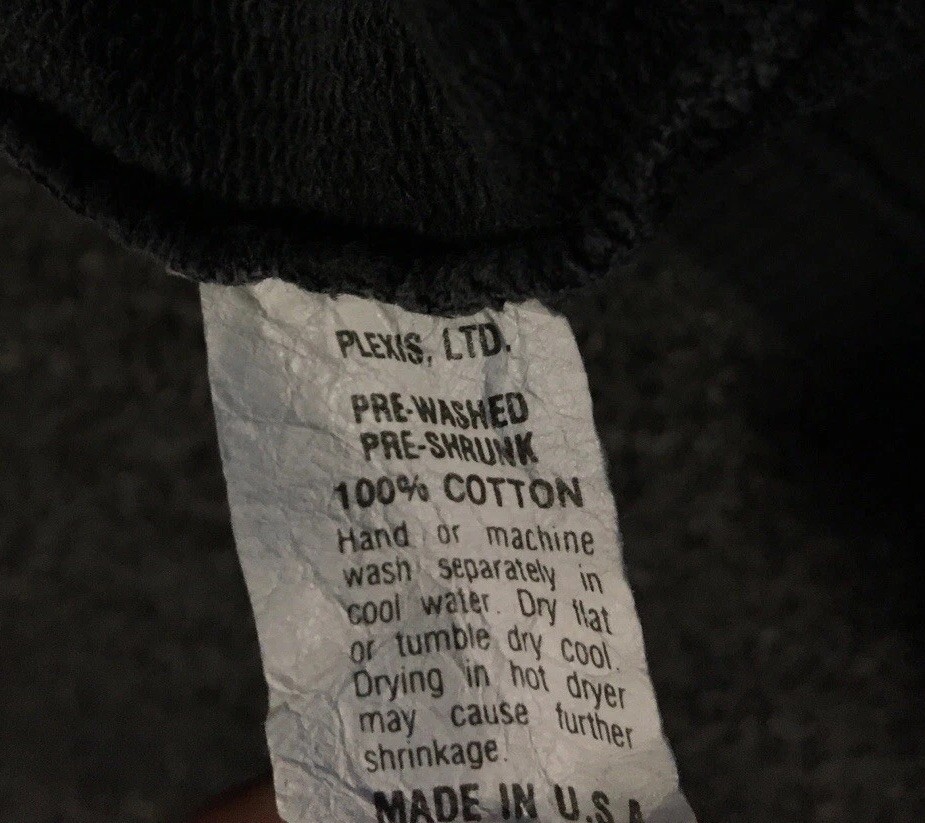 PLEXIS, LTD.
PRE-WASHED
PRE-SHRUNK
100% COTTON
Hand or machine
wash separately in
cool water. Dry flat
or tumble dry cool.
Drying in hot dryer
may cause further
shrinkage.
MADE IN U.S.A